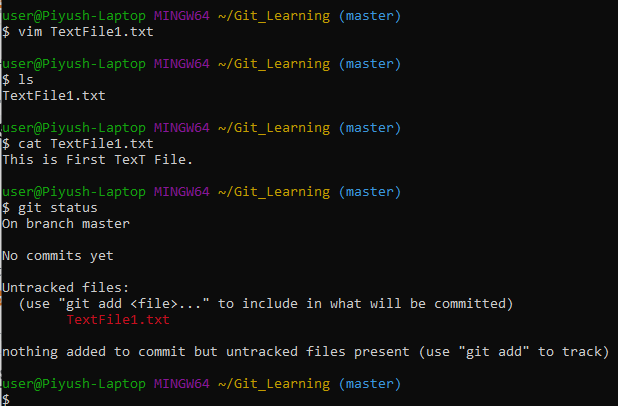 user@Piyush-Laptop MINGW64 ~/Git_Learning (master)
$ vim TextFile1.txt
user@Piyush-Laptop MINGW64 ~/Git_Learning (master)
$ ls
TextFile1.txt
user@Piyush-Laptop MINGW64 ~/Git_Learning (master)
$ cat TextFile1.txt
This is First TexT File.
user@Piyush-Laptop MINGW64 ~/Git_Learning (master)
$ git status
On branch master
No commits yet
Untracked files:
(use "git add <file>..." to include in what will be committed)
TextFile1.txt
nothing added to commit but untracked files present (use "git add" to track)
user@Piyush-Laptop MINGW64 ~/Git_Learning (master)
$